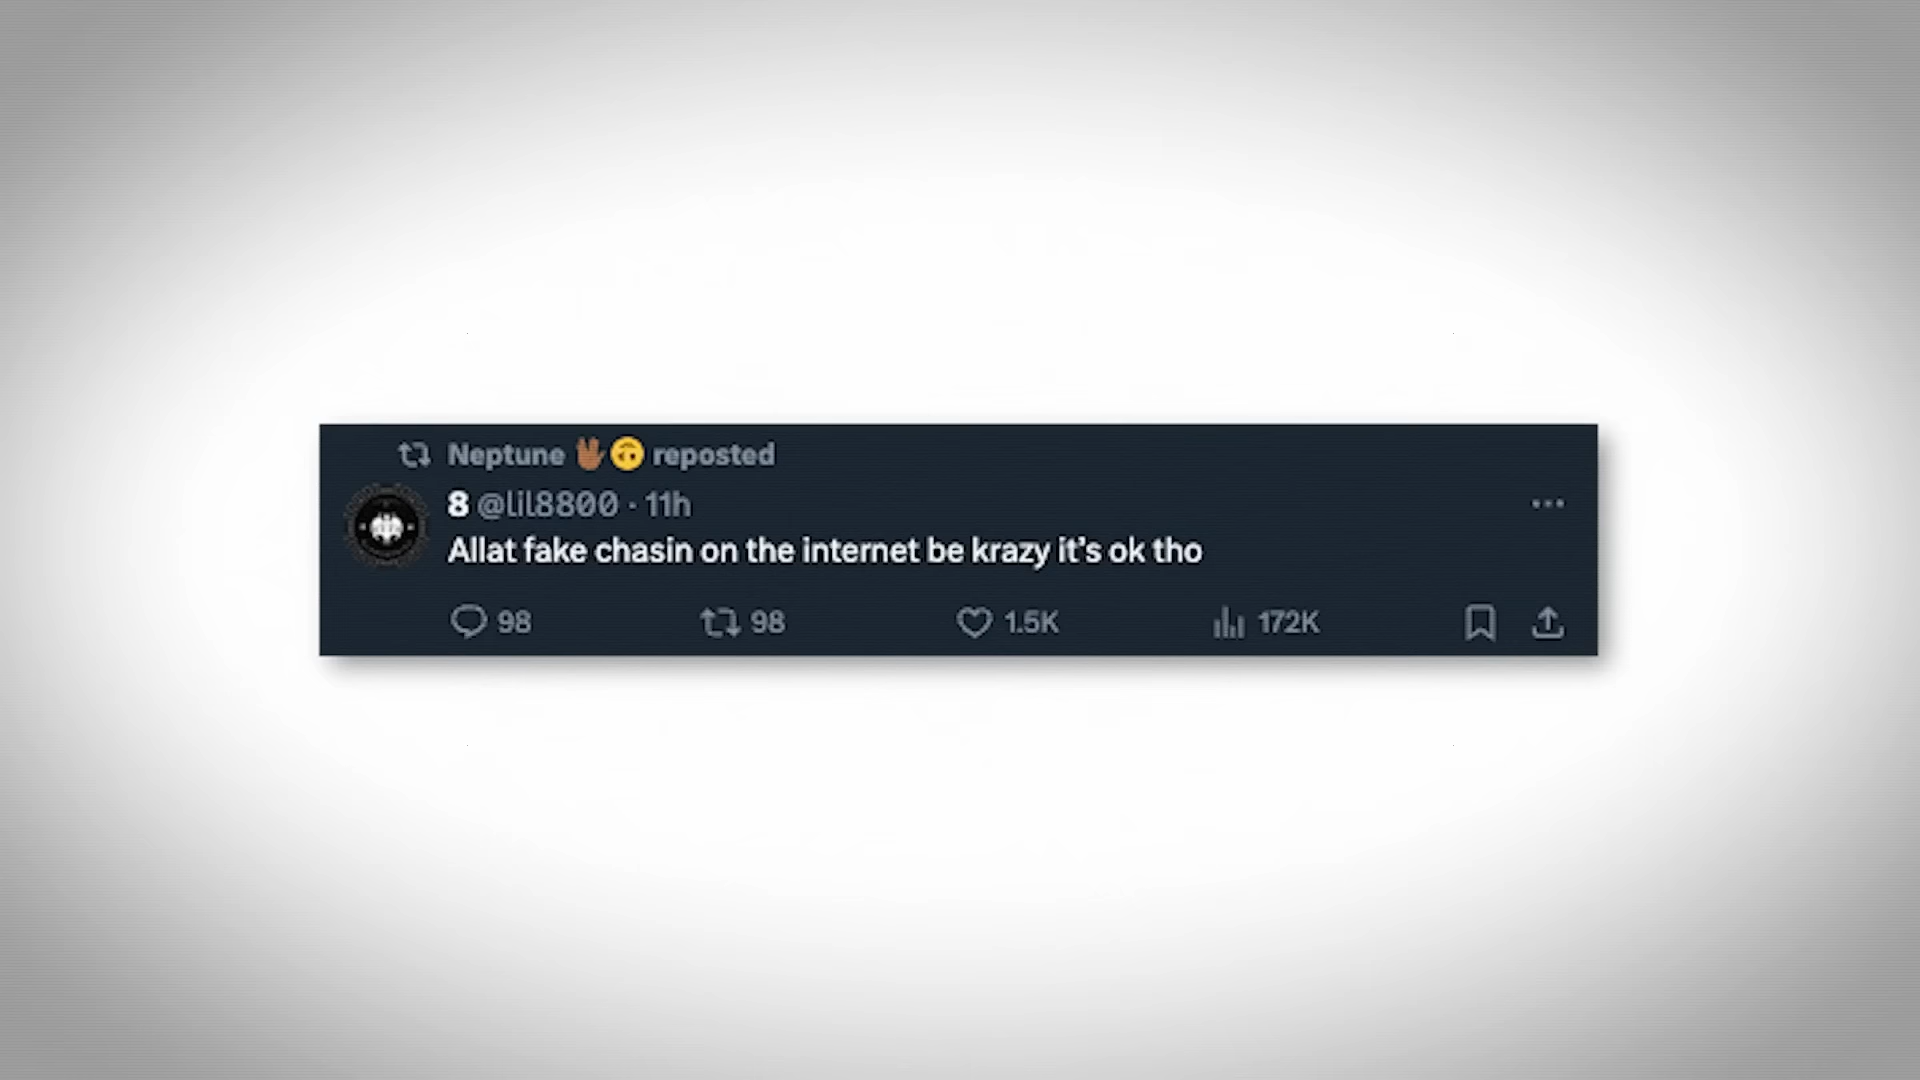 Neptune 🖖🏾🙃 reposted
8 @lil8800 · 11h
Allat fake chasin on the internet be krazy it's ok tho
98 98 1.5K 172K